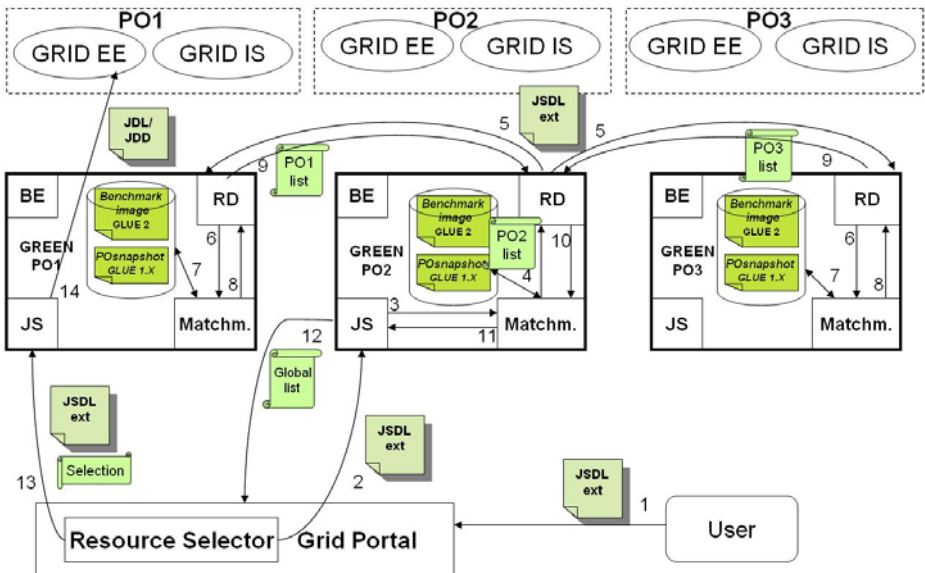 PO1
PO2
PO3
GRID EE
GRID IS
GRID EE
GRID IS
GRID EE
GRID IS
JDL/
JDD
JSDL
ext
5
5
9
PO1
list
PO3
list
9
BE
Benchmark
image
GLUE 2
RD
GREEN
PO1
POsnapshot
GLUE 1.X
6
7
8
14
JS
Matchm.
BE
Benchmark
image
GLUE 2
RD
GREEN
PO2
POsnapshot
GLUE 1.X
PO2
list
10
4
3
11
JS
Matchm.
BE
Benchmark
image
GLUE 2
RD
GREEN
PO3
POsnapshot
GLUE 1.X
6
7
8
JS
Matchm.
12
Global
list
JSDL
ext
Selection
13
JSDL
ext
2
JSDL
ext
1
Resource Selector
Grid Portal
User